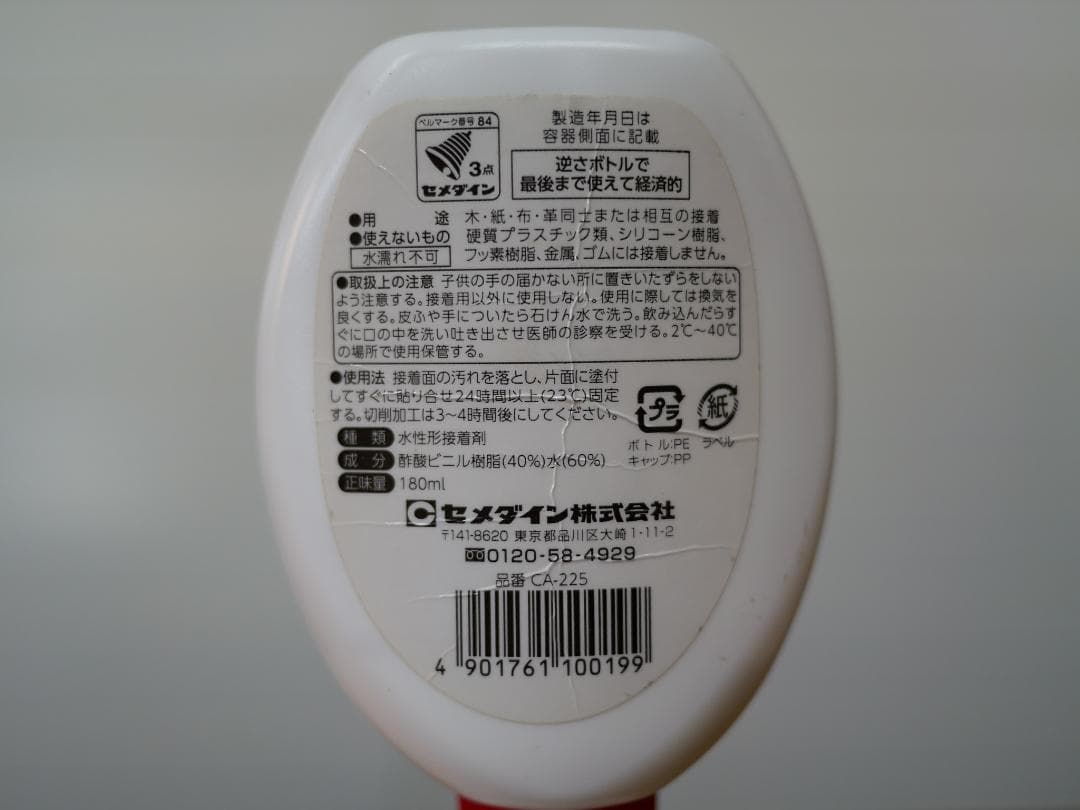 ベルマーク番号 84
3点
セメダイン
製造年月日は
容器側面に記載
逆さボトルで
最後まで使えて経済的
●用 途 木・紙・布・革同士または相互の接着
●使えないもの 硬質プラスチック類、シリコーン樹脂、
水濡れ不可 フッ素樹脂、金属、ゴムには接着しません。
●取扱上の注意 子供の手の届かない所に置きいたずらをしない
よう注意する。接着用以外に使用しない。使用に際しては換気を
良くする。皮ふや手についたら石けん水で洗う。飲み込んだらす
ぐに口の中を洗い吐き出させ医師の診察を受ける。2℃〜40℃
の場所で使用保管する。
●使用法 接着面の汚れを落とし、片面に塗付
してすぐに貼り合せ24時間以上(23℃)固定
する。切削加工は3〜4時間後にしてください。
プラ
紙
ボトル:PE
キャップ:PP
ラベル
種類 水性形接着剤
成分 酢酸ビニル樹脂(40%)水(60%)
正味量 180ml
セメダイン株式会社
〒141-8620 東京都品川区大崎1-11-2
0120-58-4929
品番 CA-225
4 901761 100199